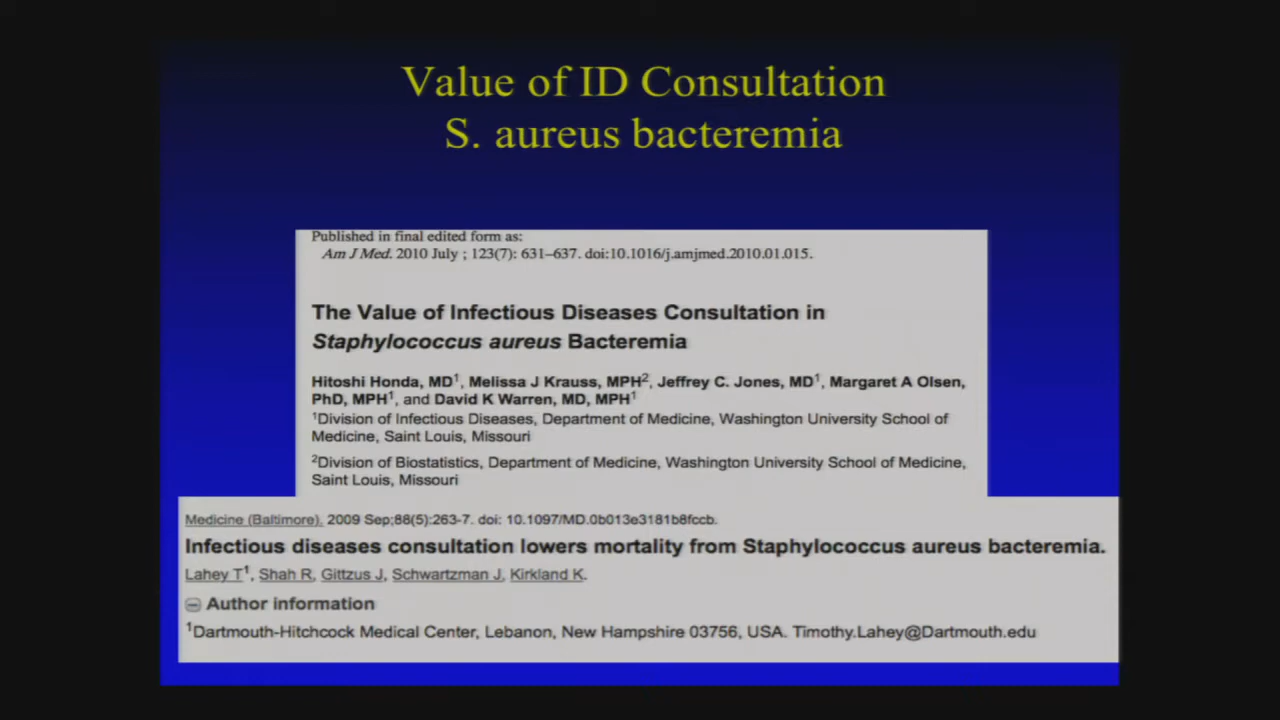 Value of ID Consultation
S. aureus bacteremia
Published in final edited form as:
Am J Med. 2010 July ; 123(7): 631–637. doi:10.1016/j.amjmed.2010.01.015.
The Value of Infectious Diseases Consultation in
Staphylococcus aureus Bacteremia
Hitoshi Honda, MD1, Melissa J Krauss, MPH2, Jeffrey C. Jones, MD1, Margaret A Olsen,
PhD, MPH1, and David K Warren, MD, MPH1
1Division of Infectious Diseases, Department of Medicine, Washington University School of
Medicine, Saint Louis, Missouri
2Division of Biostatistics, Department of Medicine, Washington University School of Medicine,
Saint Louis, Missouri
Medicine (Baltimore). 2009 Sep;88(5):263-7. doi: 10.1097/MD.0b013e3181b8fccb.
Infectious diseases consultation lowers mortality from Staphylococcus aureus bacteremia.
Lahey T1, Shah R, Gittzus J, Schwartzman J, Kirkland K.
Author information
1Dartmouth-Hitchcock Medical Center, Lebanon, New Hampshire 03756, USA. Timothy.Lahey@Dartmouth.edu